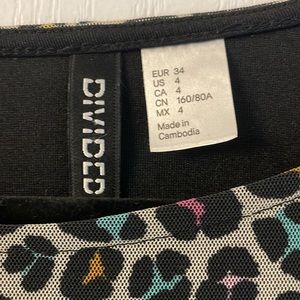 DIVIDED
EUR 34
US 4
CA 4
CN 160/80A
MX 4
Made in
Cambodia